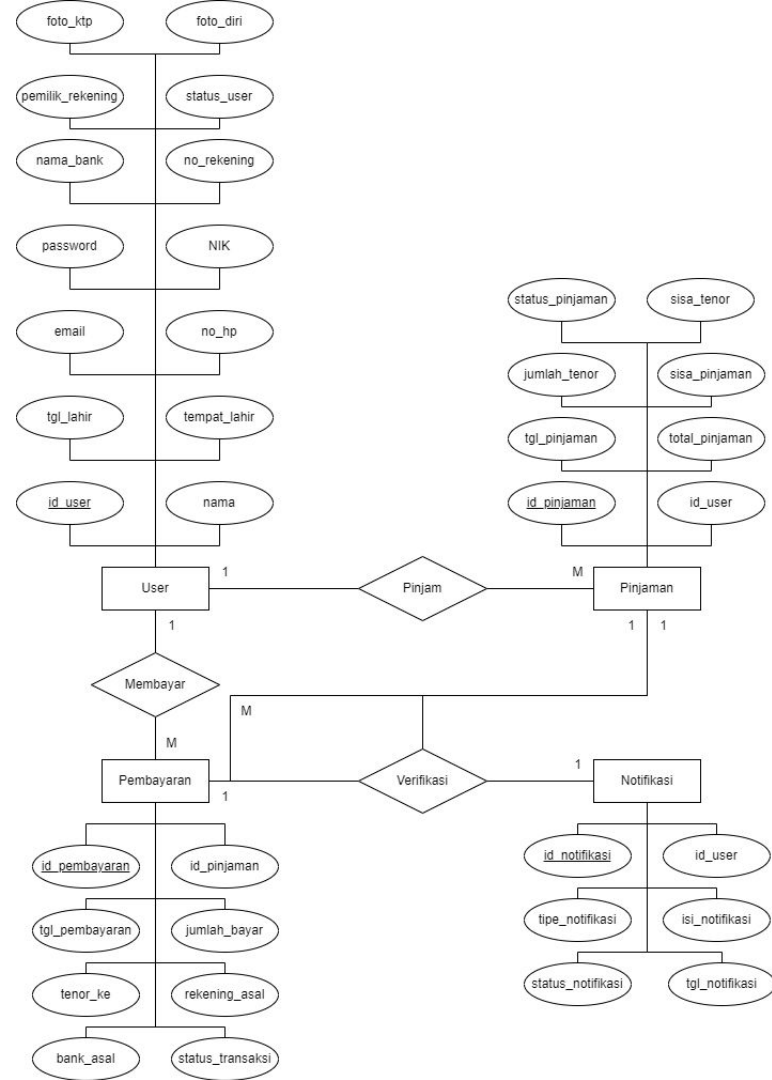 foto_ktp foto_diri
pemilik_rekening status_user
nama_bank no_rekening
password NIK
email no_hp
tgl_lahir tempat_lahir
id_user nama
status_pinjaman sisa_tenor
jumlah_tenor sisa_pinjaman
tgl_pinjaman total_pinjaman
id_pinjaman id_user
User 1 Pinjam M Pinjaman
1 1 1
Membayar
M
M
Pembayaran 1 Verifikasi 1 Notifikasi
id_pembayaran id_pinjaman
tgl_pembayaran jumlah_bayar
tenor_ke rekening_asal
bank_asal status_transaksi
id_notifikasi id_user
tipe_notifikasi isi_notifikasi
status_notifikasi tgl_notifikasi